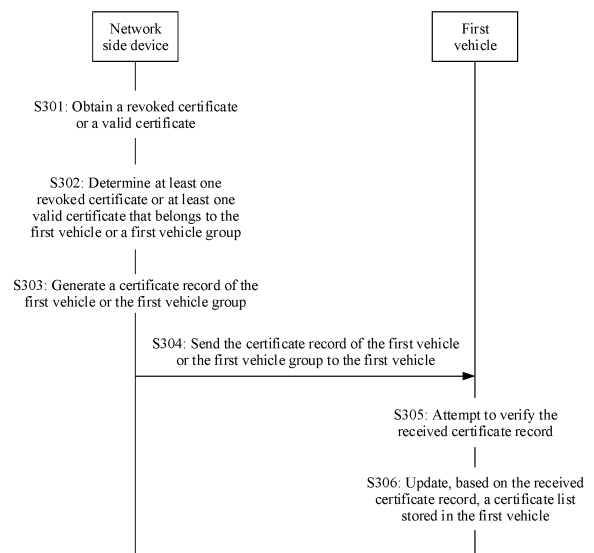 Network
side device
First
vehicle
S301: Obtain a revoked certificate
or a valid certificate
S302: Determine at least one
revoked certificate or at least one
valid certificate that belongs to the
first vehicle or a first vehicle group
S303: Generate a certificate record of the
first vehicle or the first vehicle group
S304: Send the certificate record of the first vehicle
or the first vehicle group to the first vehicle
S305: Attempt to verify the
received certificate record
S306: Update, based on the received
certificate record, a certificate list
stored in the first vehicle